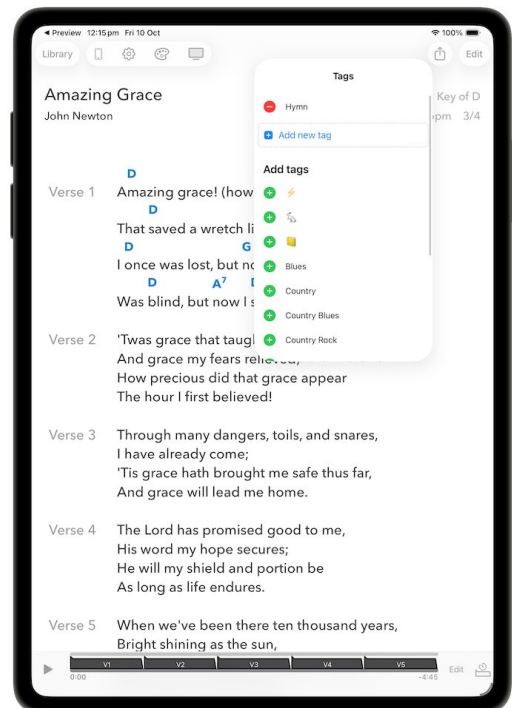 ◀ Preview 12:15 pm Fri 10 Oct 100%
Library
Edit
Amazing Grace
Key of D
John Newton
pm 3/4
Tags
Hymn
Add new tag
Add tags
Blues
Country
Country Blues
Country Rock
D
Verse 1 Amazing grace! (how
D
That saved a wretch li
D G
I once was lost, but no
D A7
Was blind, but now I s
Verse 2 'Twas grace that taug
And grace my fears relieved,
How precious did that grace appear
The hour I first believed!
Verse 3 Through many dangers, toils, and snares,
I have already come;
'Tis grace hath brought me safe thus far,
And grace will lead me home.
Verse 4 The Lord has promised good to me,
His word my hope secures;
He will my shield and portion be
As long as life endures.
Verse 5 When we've been there ten thousand years,
Bright shining as the sun,
V1 V2 V3 V4 V5
Edit
0:00 -4:45